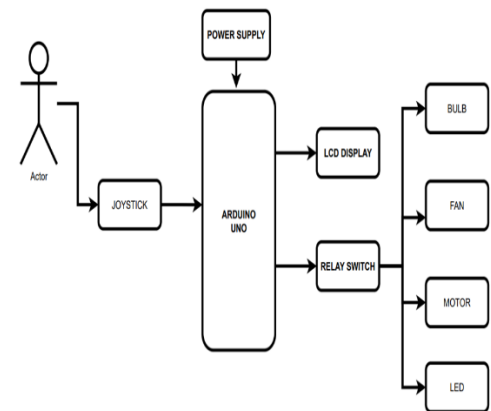 POWER SUPPLY
Actor
JOYSTICK
ARDUINO
UNO
LCD DISPLAY
RELAY SWITCH
BULB
FAN
MOTOR
LED